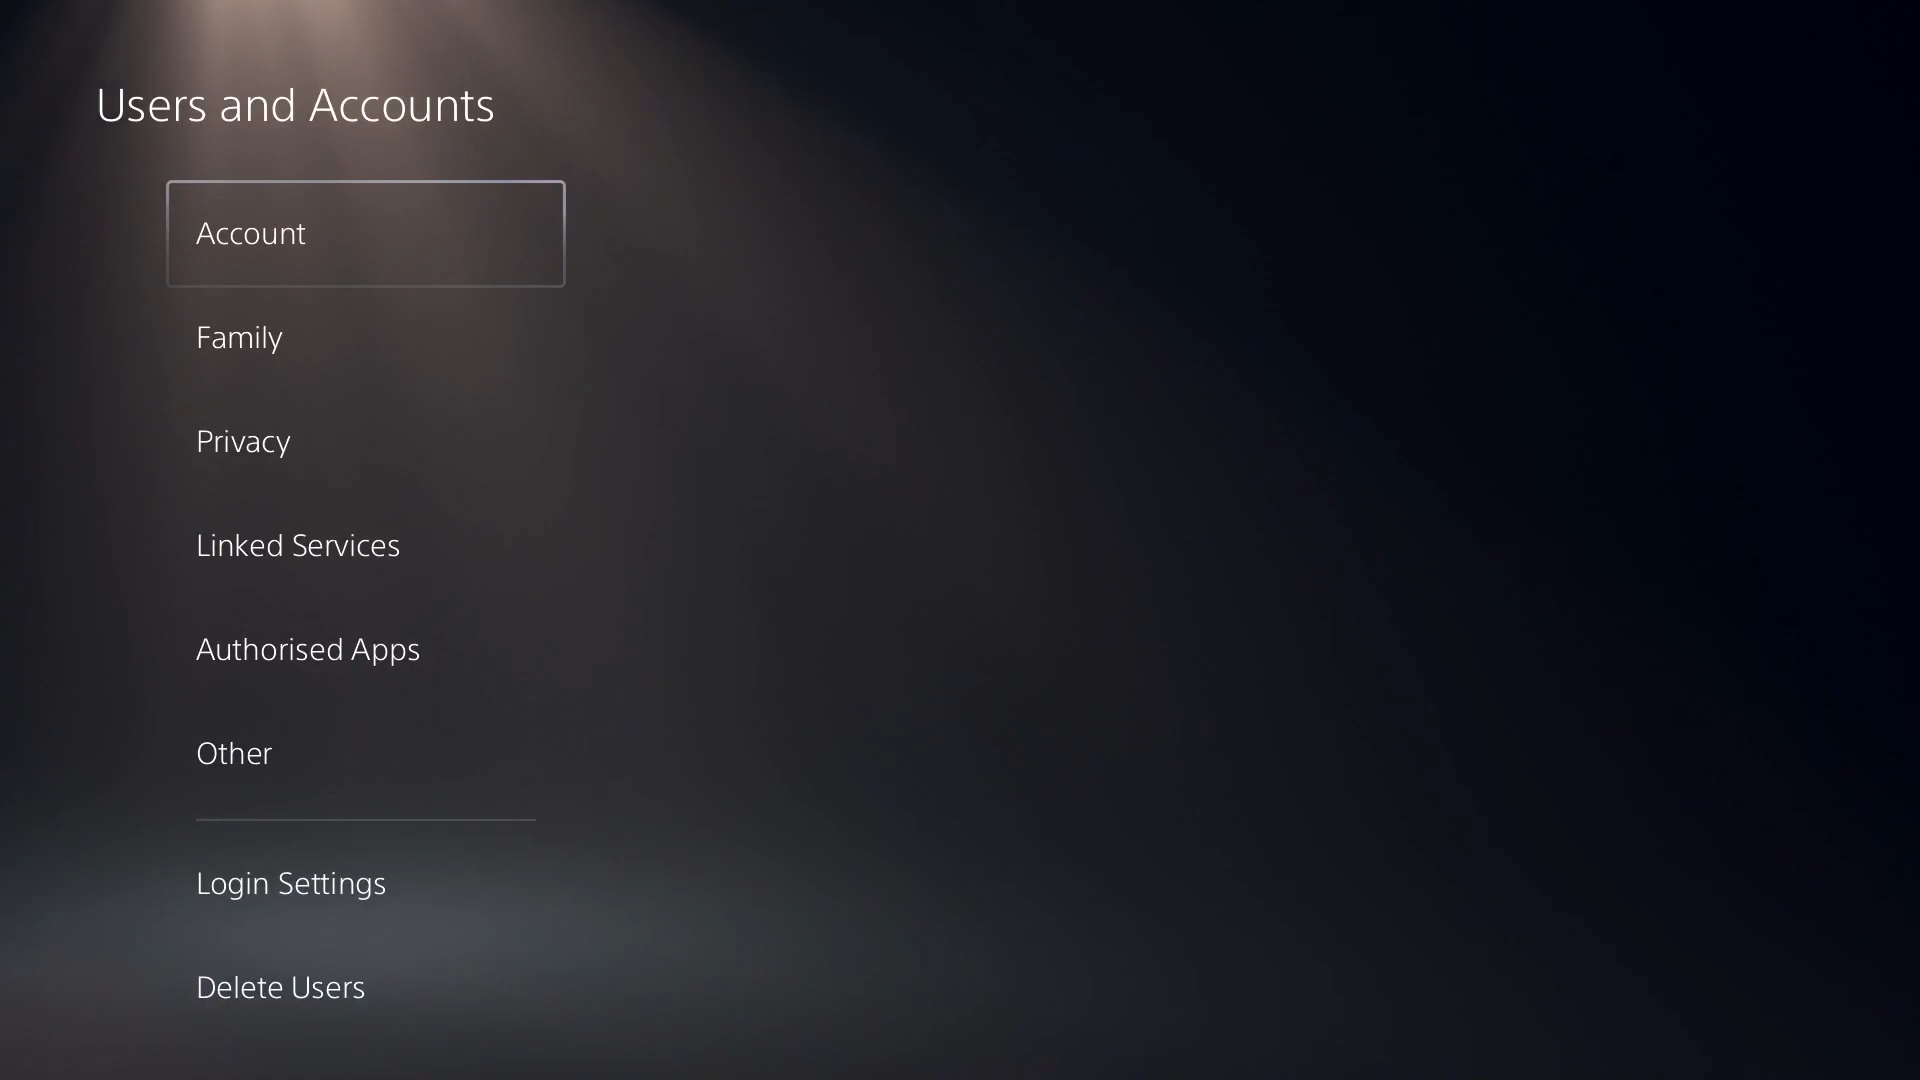 Users and Accounts
Account
Family
Privacy
Linked Services
Authorised Apps
Other
Login Settings
Delete Users